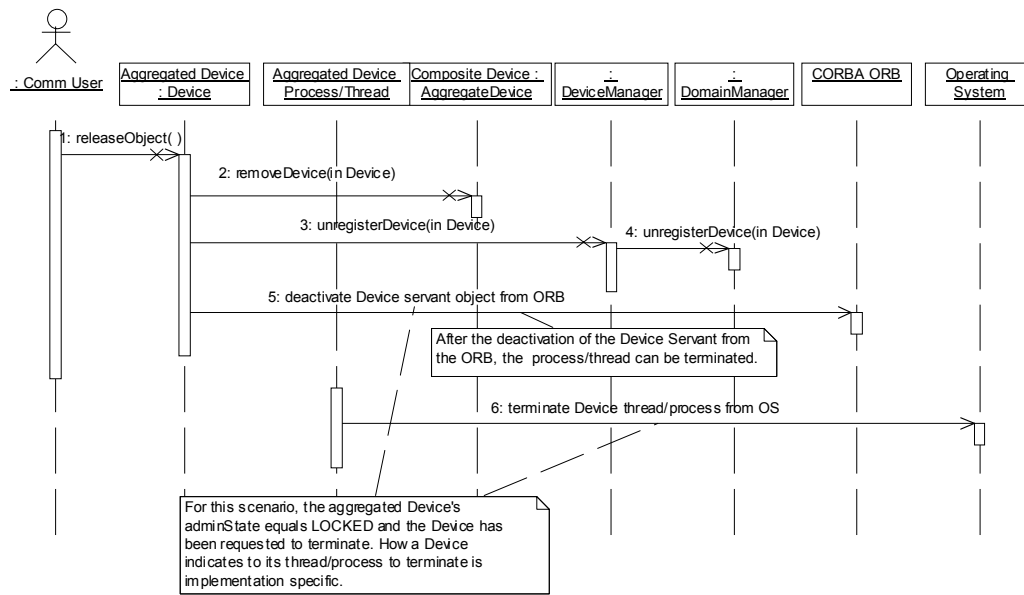 : Comm User
Aggregated Device
: Device
Aggregated Device
Process/Thread
Composite Device :
AggregateDevice
:
DeviceManager
:
DomainManager
CORBA ORB
Operating
System
1: releaseObject( )
2: removeDevice(in Device)
3: unregisterDevice(in Device)
4: unregisterDevice(in Device)
5: deactivate Device servant object from ORB
After the deactivation of the Device Servant from
the ORB, the process/thread can be terminated.
6: terminate Device thread/process from OS
For this scenario, the aggregated Device's
adminState equals LOCKED and the Device has
been requested to terminate. How a Device
indicates to its thread/process to terminate is
implementation specific.